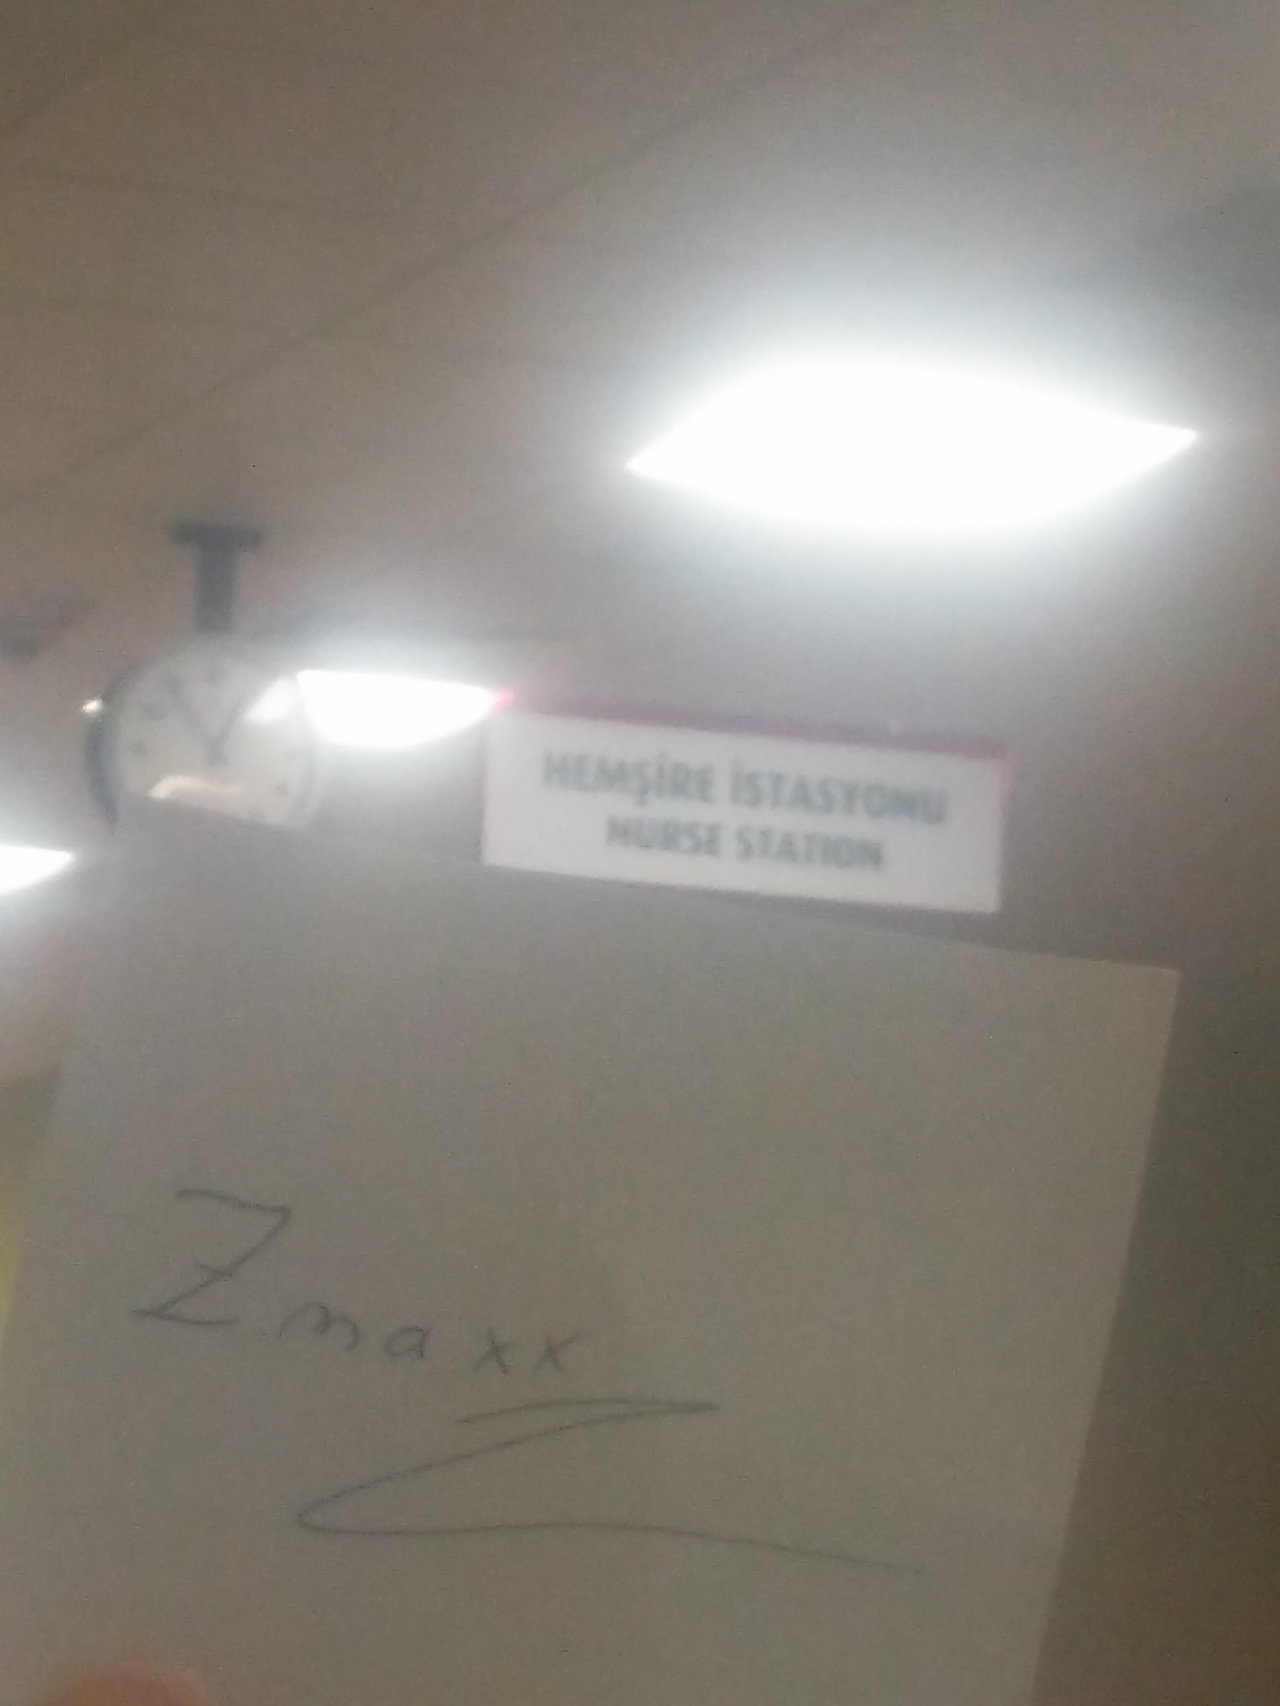 HEMŞİRE İSTASYONU
NURSE STATION
Zmaxx